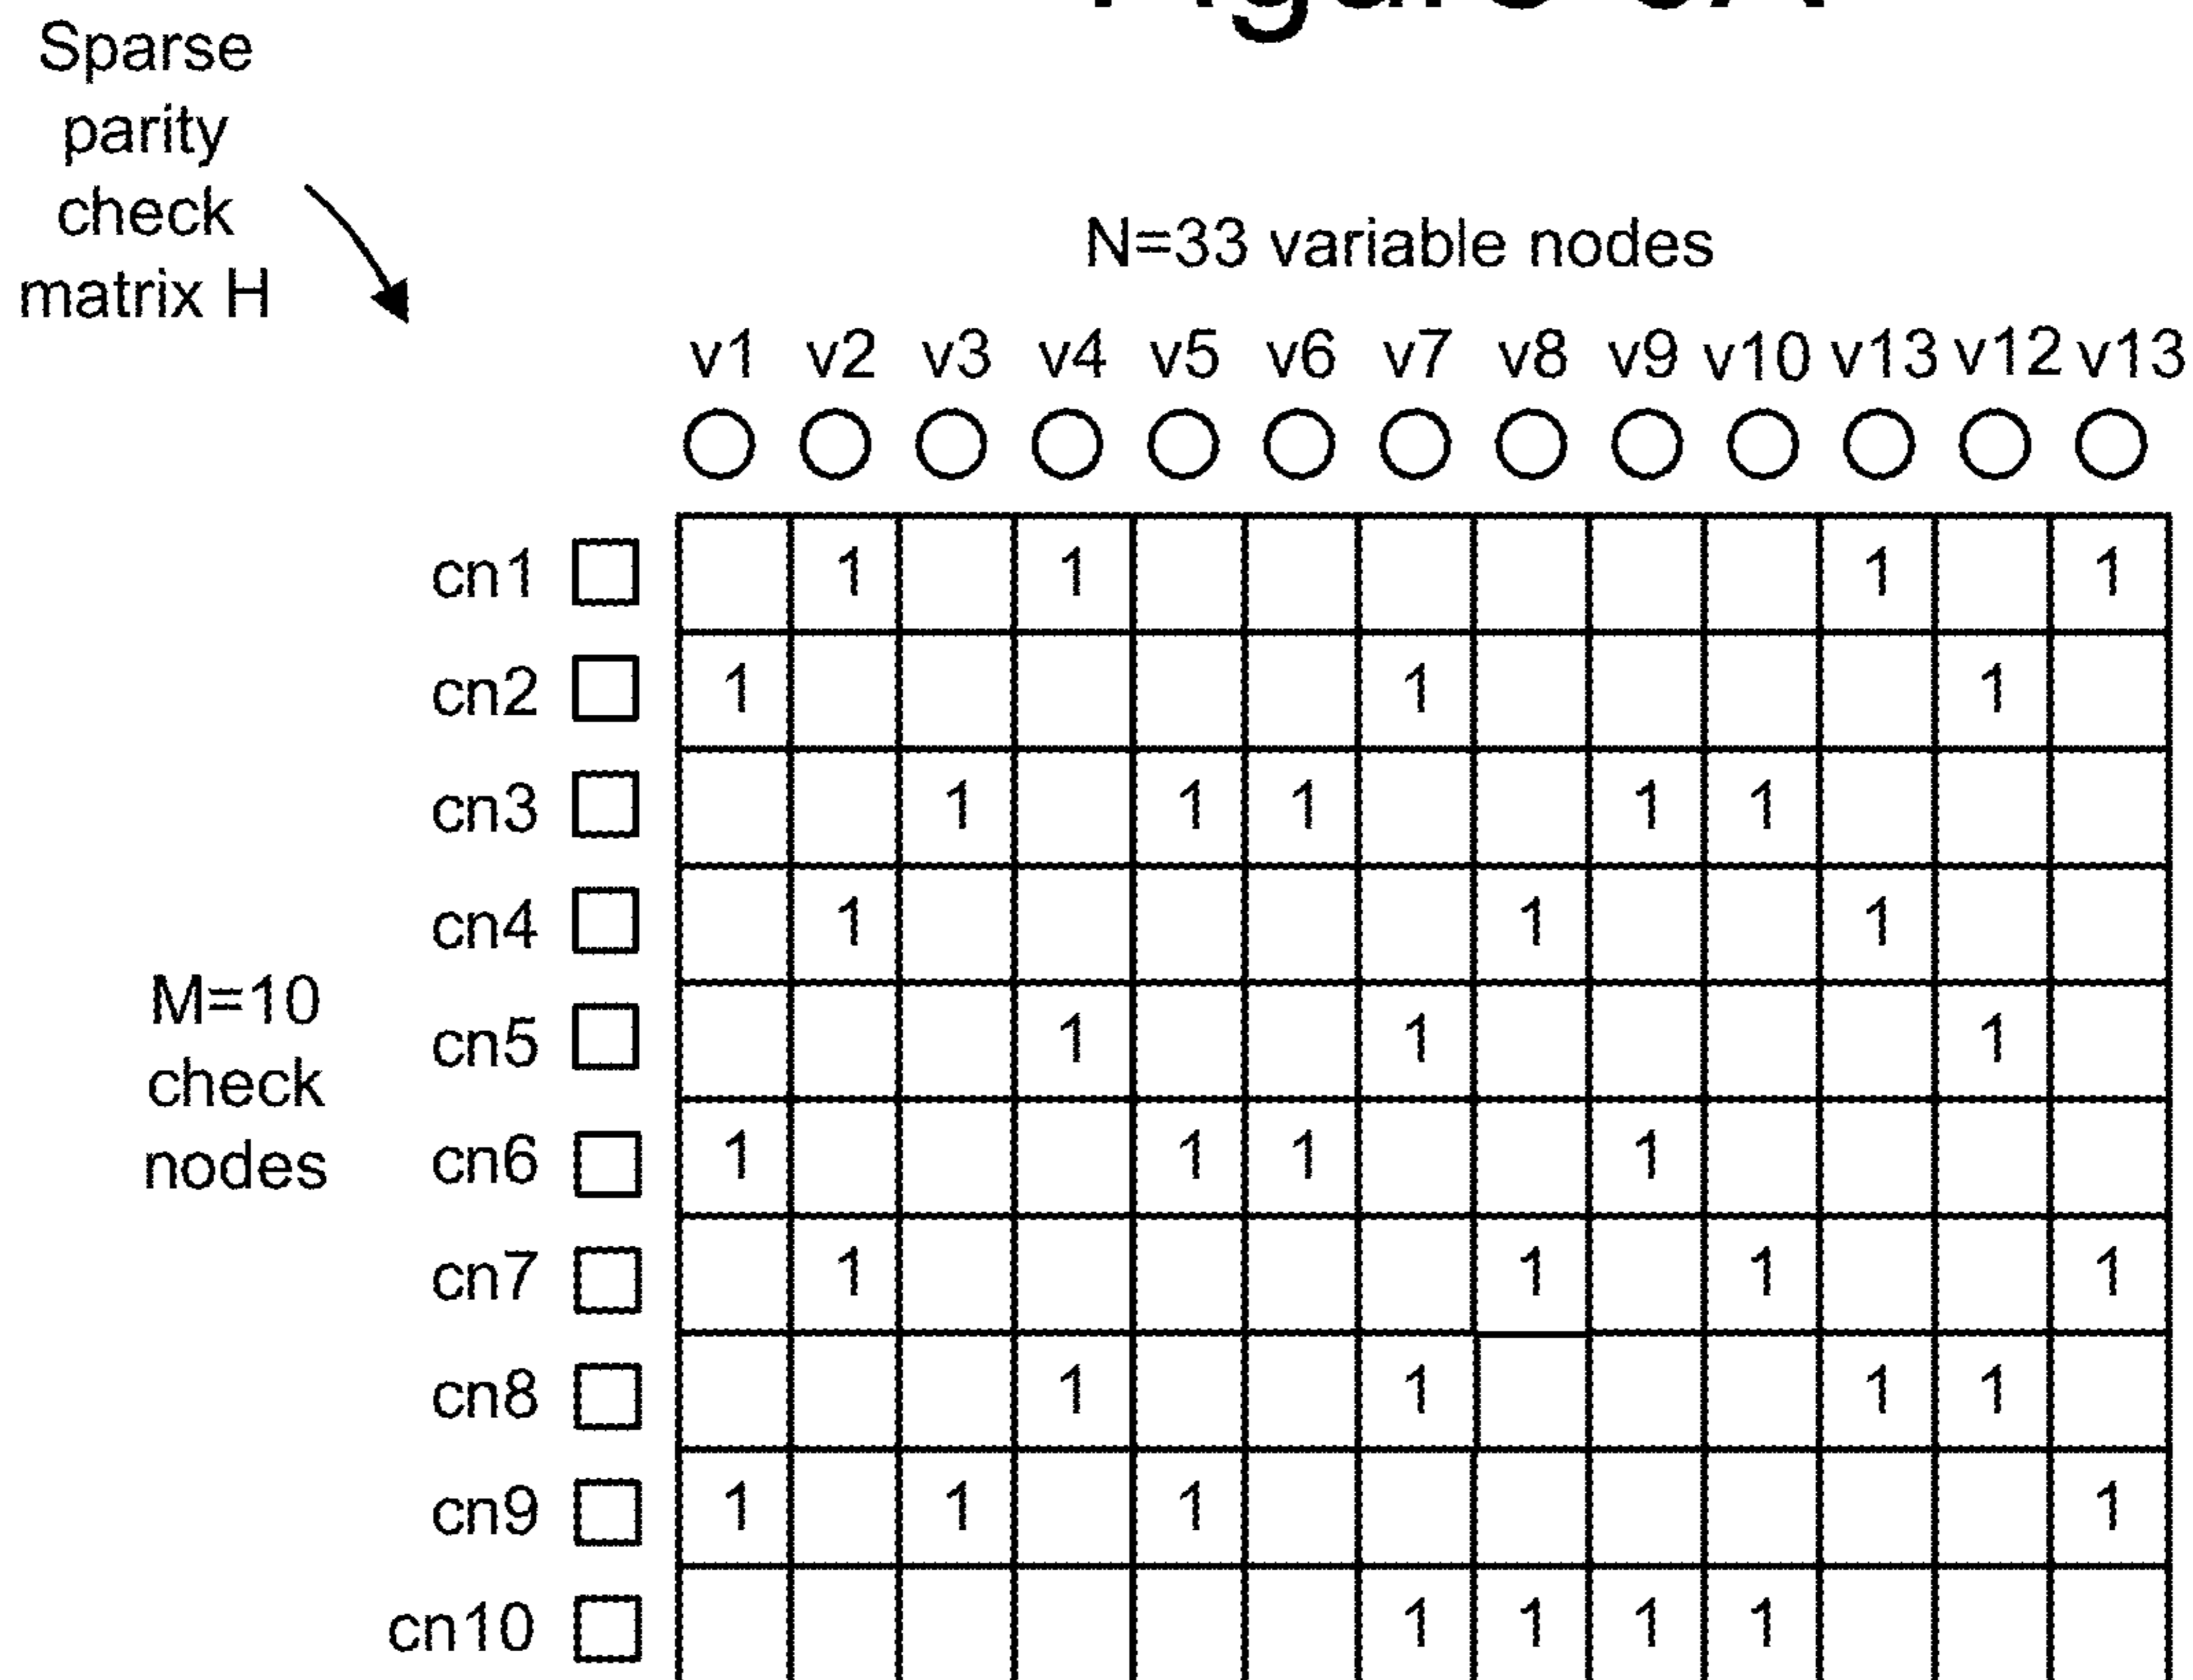 Sparse
parity
check
matrix H
N=33 variable nodes
v1 v2 v3 v4 v5 v6 v7 v8 v9 v10 v13 v12 v13
cn1 1 1 1 1
cn2 1 1 1
cn3 1 1 1 1 1
cn4 1 1 1
M=10
check
nodes
cn5 1 1 1
cn6 1 1 1 1
cn7 1 1 1 1
cn8 1 1 1 1
cn9 1 1 1 1
cn10 1 1 1 1